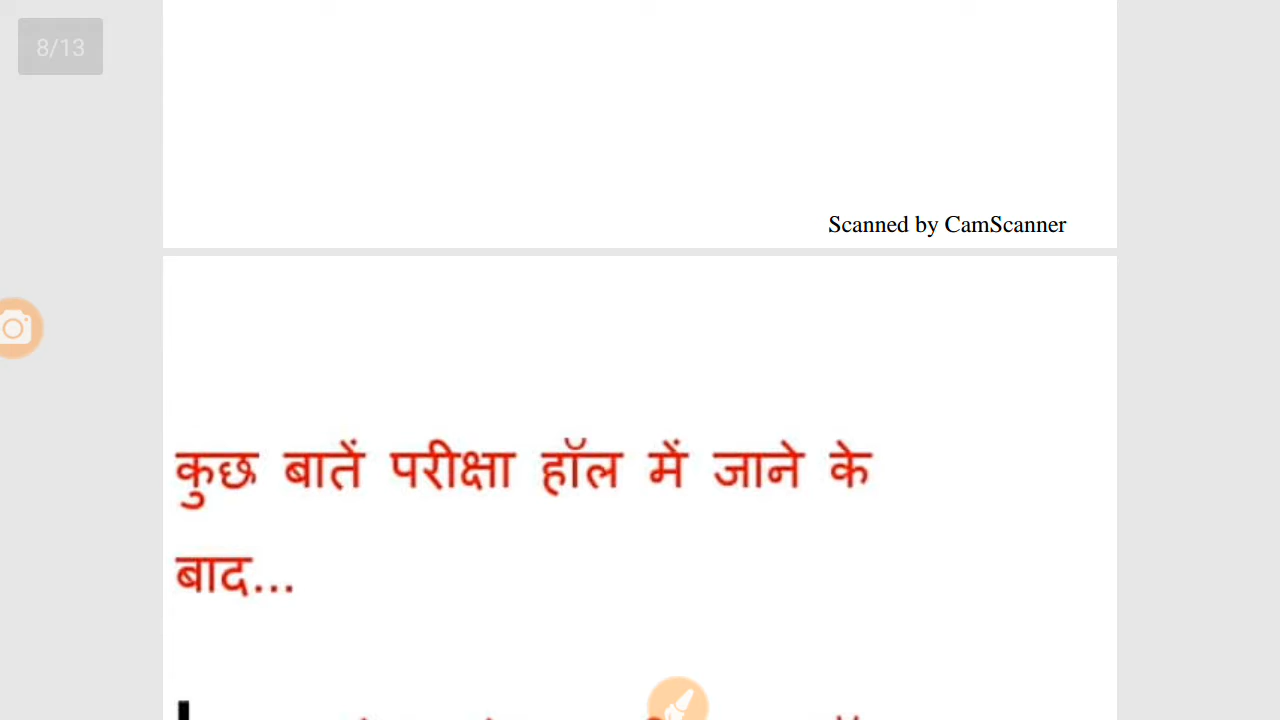 8/13
Scanned by CamScanner
कुछ बातें परीक्षा हॉल में जाने के
बाद...